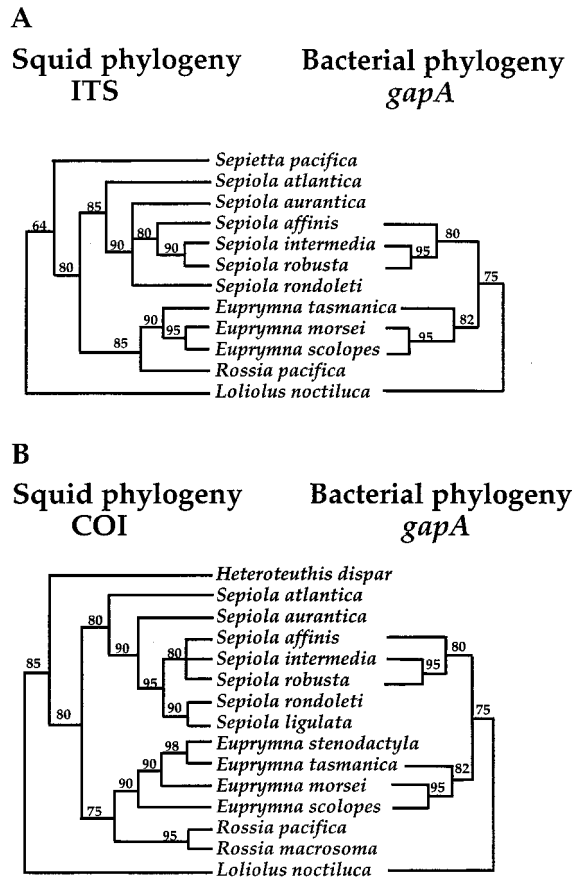 A
Squid phylogeny
ITS
Bacterial phylogeny
gapA
Sepietta pacifica
Sepiola atlantica
85
Sepiola aurantica
64
80
Sepiola affinis
80
90
90
Sepiola intermedia
95
80
Sepiola robusta
75
Sepiola rondoleti
Euprymna tasmanica
90
82
85
95
Euprymna morsei
95
Euprymna scolopes
Rossia pacifica
Loliolus noctiluca
B
Squid phylogeny
COI
Bacterial phylogeny
gapA
Heteroteuthis dispar
Sepiola atlantica
80
Sepiola aurantica
90
80
Sepiola affinis
80
85
Sepiola intermedia
95
95
Sepiola robusta
90
Sepiola rondoleti
75
80
Sepiola ligulata
98
Euprymna stenodactyla
90
Euprymna tasmanica
82
90
Euprymna morsei
95
75
Euprymna scolopes
95
Rossia pacifica
Rossia macrosoma
Loliolus noctiluca